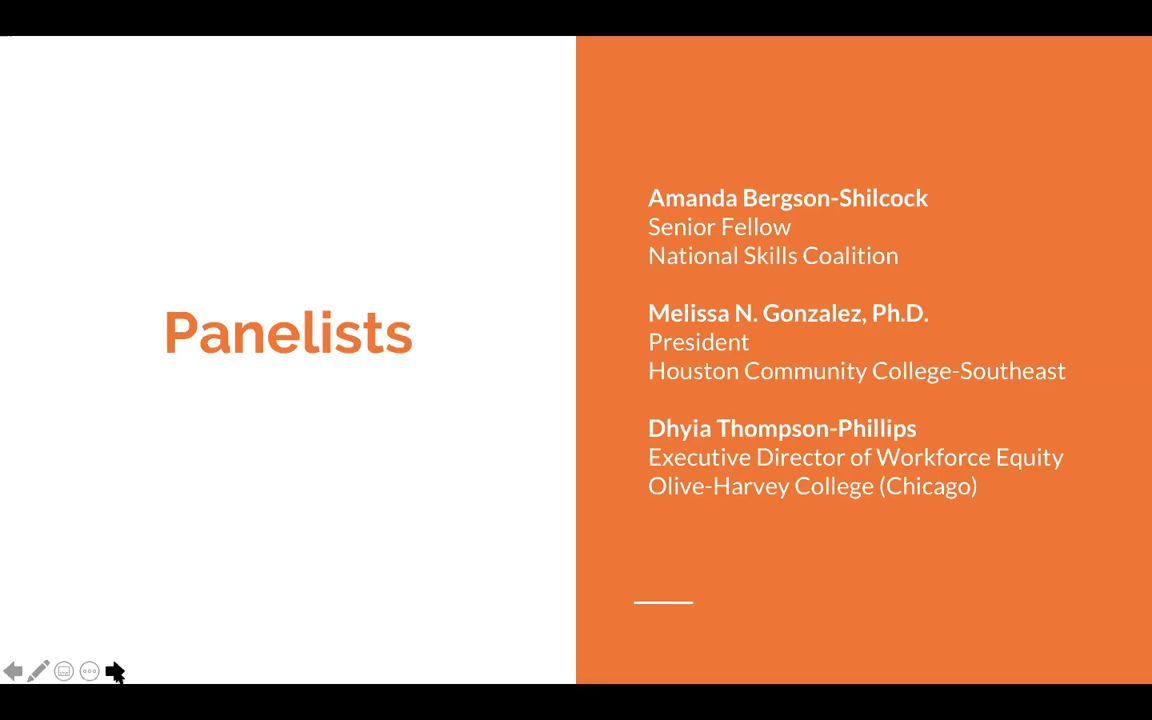 Panelists
Amanda Bergson-Shilcock
Senior Fellow
National Skills Coalition
Melissa N. Gonzalez, Ph.D.
President
Houston Community College-Southeast
Dhyia Thompson-Phillips
Executive Director of Workforce Equity
Olive-Harvey College (Chicago)